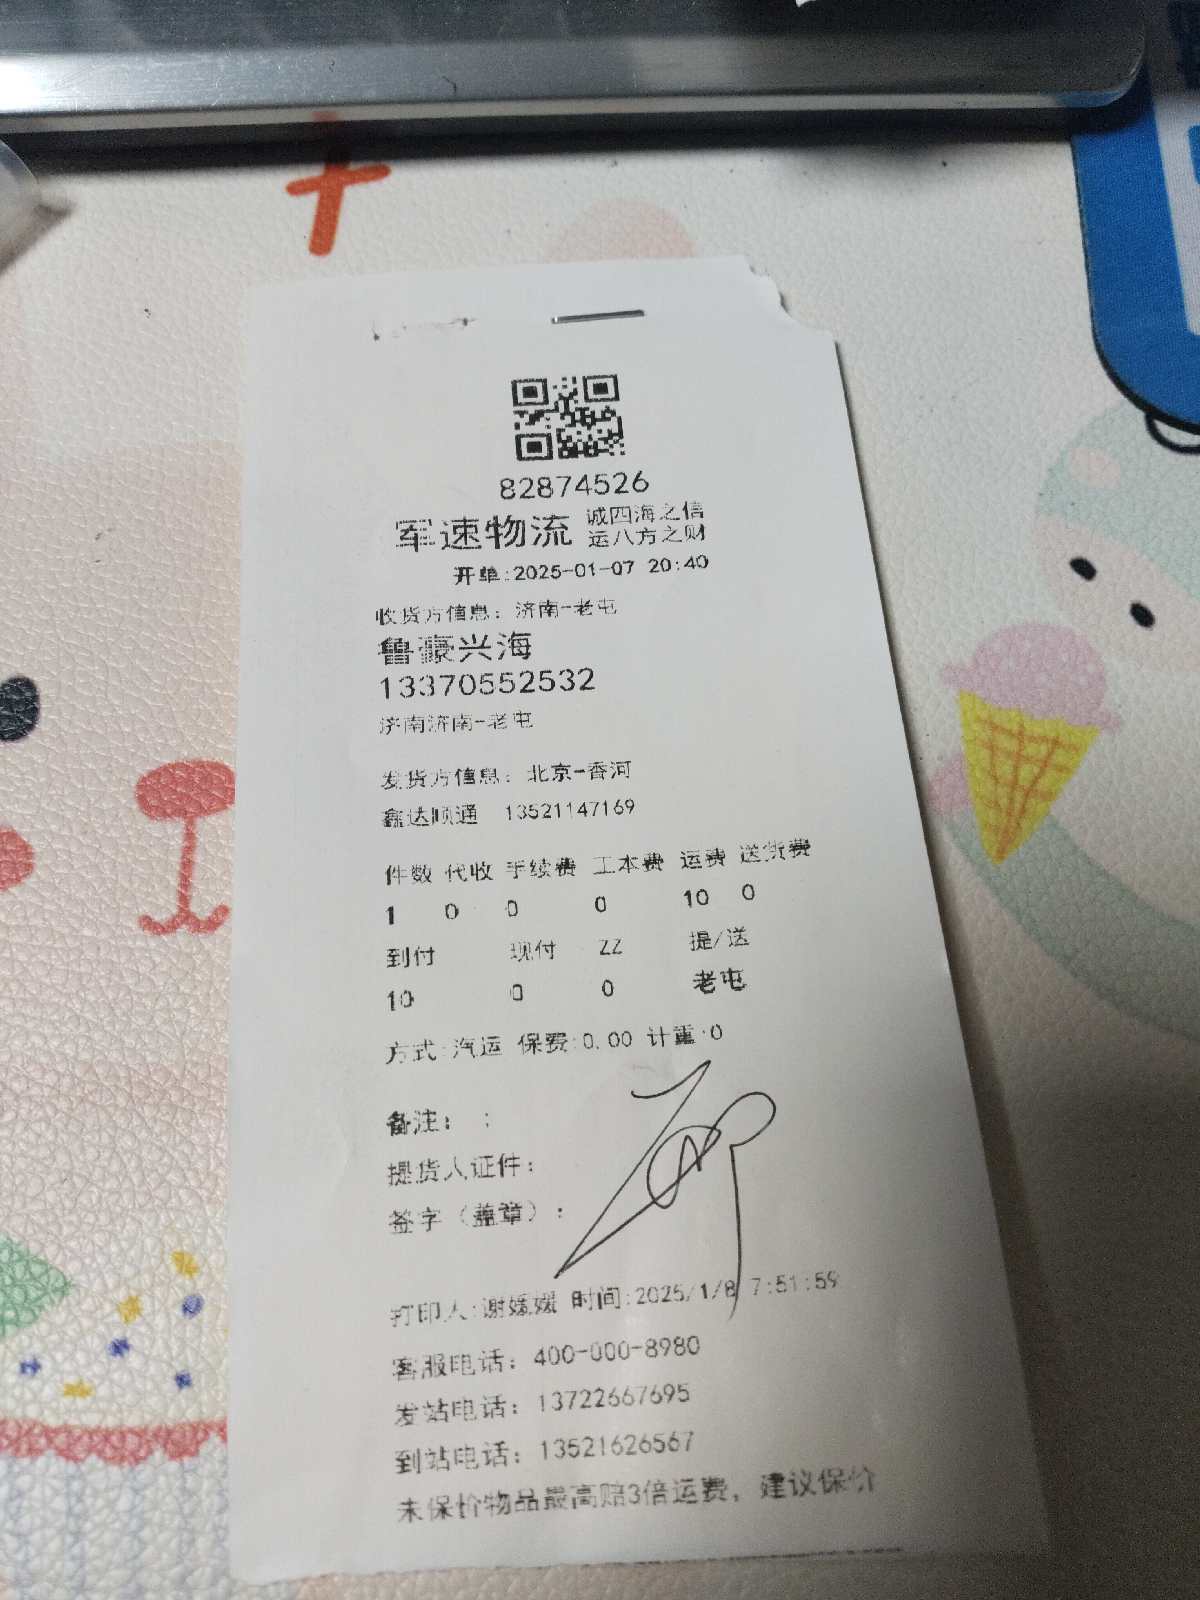 82874526
军速物流 诚四海之信
运八方之财
开单:2025-01-07 20:40
收货方信息: 济南-老屯
鲁豪兴海
13370552532
济南济南-老屯
发货方信息: 北京-香河
鑫达顺通 13521147169
件数 代收 手续费 工本费 运费 送货费
1 0 0 0 10 0
到付 现付 ZZ 提/送
10 0 0 老屯
方式:汽运 保费:0.00 计重:0
备注: ;
提货人证件:
签字（盖章）:
打印人:谢媛媛 时间:2025/1/8 7:51:59
客服电话: 400-000-8980
发站电话: 13722667695
到站电话: 13521626567
未保价物品最高赔3倍运费, 建议保价